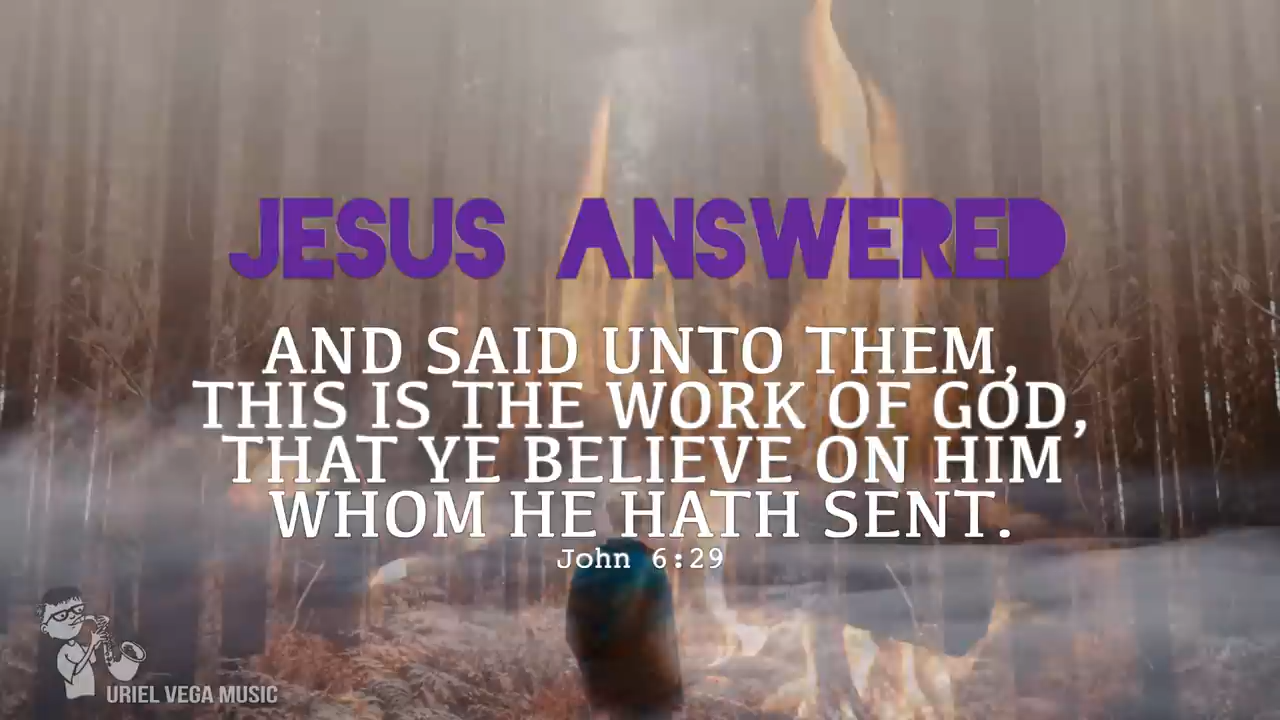 JESUS ANSWERED
AND SAID UNTO THEM,
THIS IS THE WORK OF GOD,
THAT YE BELIEVE ON HIM
WHOM HE HATH SENT.
John 6:29
URIEL VEGA MUSIC